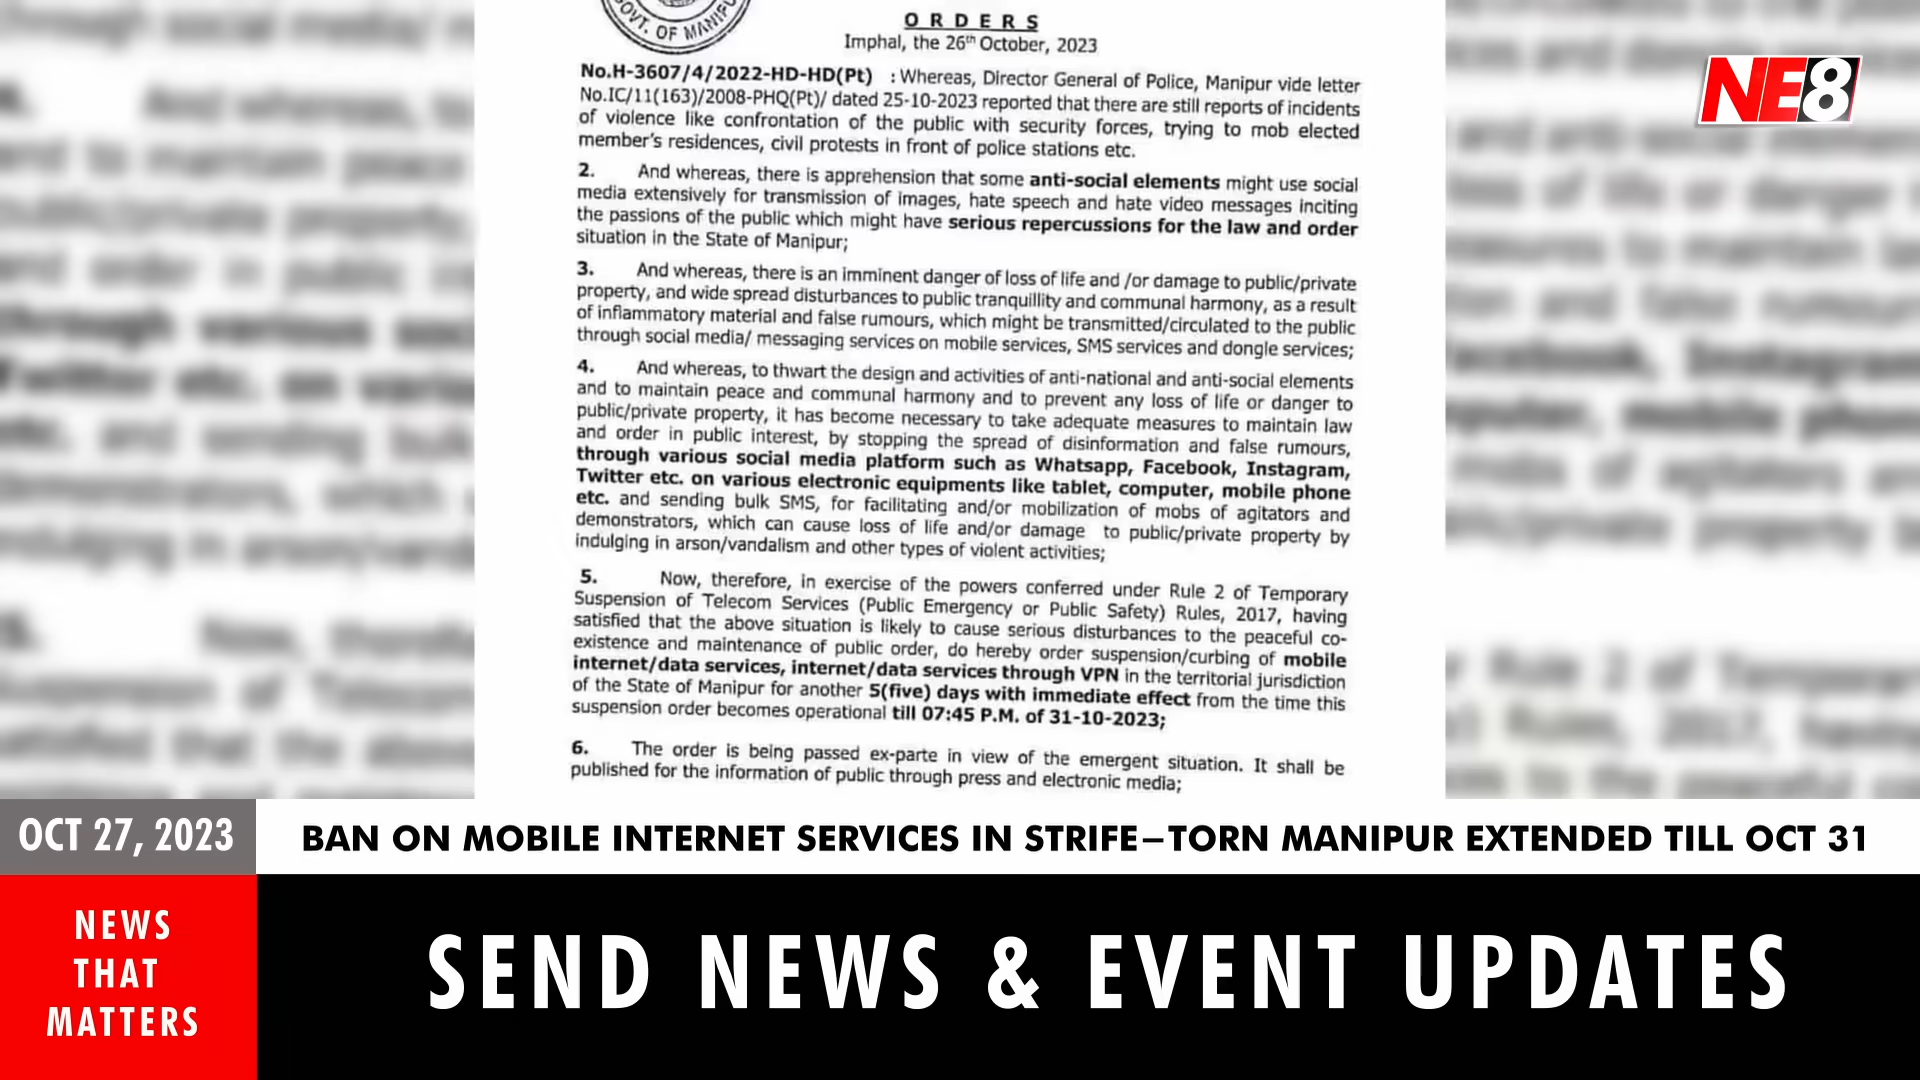 GOVT. OF MANIPUR
ORDERS
Imphal, the 26th October, 2023
NE8
No.H-3607/4/2022-HD-HD(Pt) : Whereas, Director General of Police, Manipur vide letter
No.IC/11(163)/2008-PHQ(Pt)/ dated 25-10-2023 reported that there are still reports of incidents
of violence like confrontation of the public with security forces, trying to mob elected
member's residences, civil protests in front of police stations etc.
2. And whereas, there is apprehension that some anti-social elements might use social
media extensively for transmission of images, hate speech and hate video messages inciting
the passions of the public which might have serious repercussions for the law and order
situation in the State of Manipur;
3. And whereas, there is an imminent danger of loss of life and /or damage to public/private
property, and wide spread disturbances to public tranquillity and communal harmony, as a result
of inflammatory material and false rumours, which might be transmitted/circulated to the public
through social media/ messaging services on mobile services, SMS services and dongle services;
4. And whereas, to thwart the design and activities of anti-national and anti-social elements
and to maintain peace and communal harmony and to prevent any loss of life or danger to
public/private property, it has become necessary to take adequate measures to maintain law
and order in public interest, by stopping the spread of disinformation and false rumours,
through various social media platform such as Whatsapp, Facebook, Instagram,
Twitter etc. on various electronic equipments like tablet, computer, mobile phone
etc. and sending bulk SMS, for facilitating and/or mobilization of mobs of agitators and
demonstrators, which can cause loss of life and/or damage to public/private property by
indulging in arson/vandalism and other types of violent activities;
5. Now, therefore, in exercise of the powers conferred under Rule 2 of Temporary
Suspension of Telecom Services (Public Emergency or Public Safety) Rules, 2017, having
satisfied that the above situation is likely to cause serious disturbances to the peaceful co-
existence and maintenance of public order, do hereby order suspension/curbing of mobile
internet/data services, internet/data services through VPN in the territorial jurisdiction
of the State of Manipur for another 5(five) days with immediate effect from the time this
suspension order becomes operational till 07:45 P.M. of 31-10-2023;
6. The order is being passed ex-parte in view of the emergent situation. It shall be
published for the information of public through press and electronic media;
OCT 27, 2023
BAN ON MOBILE INTERNET SERVICES IN STRIFE–TORN MANIPUR EXTENDED TILL OCT 31
NEWS
THAT
MATTERS
SEND NEWS & EVENT UPDATES